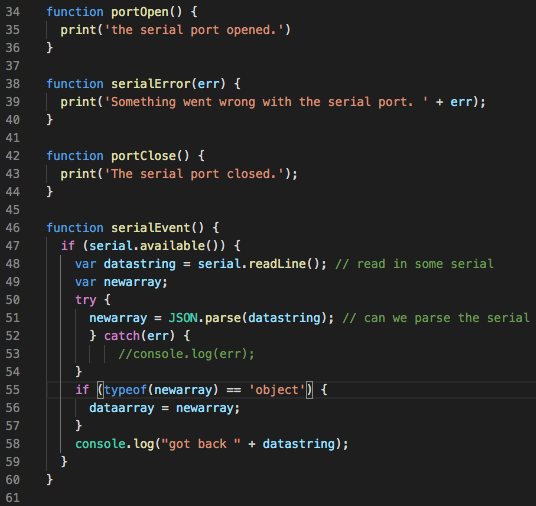 34 function portOpen() {
35   print('the serial port opened.')
36 }
37
38 function serialError(err) {
39   print('Something went wrong with the serial port. ' + err);
40 }
41
42 function portClose() {
43   print('The serial port closed.');
44 }
45
46 function serialEvent() {
47   if (serial.available()) {
48     var datastring = serial.readLine(); // read in some serial
49     var newarray;
50     try {
51       newarray = JSON.parse(datastring); // can we parse the serial
52       } catch(err) {
53           //console.log(err);
54     }
55     if (typeof(newarray) == 'object') {
56       dataarray = newarray;
57     }
58     console.log("got back " + datastring);
59   }
60 }
61